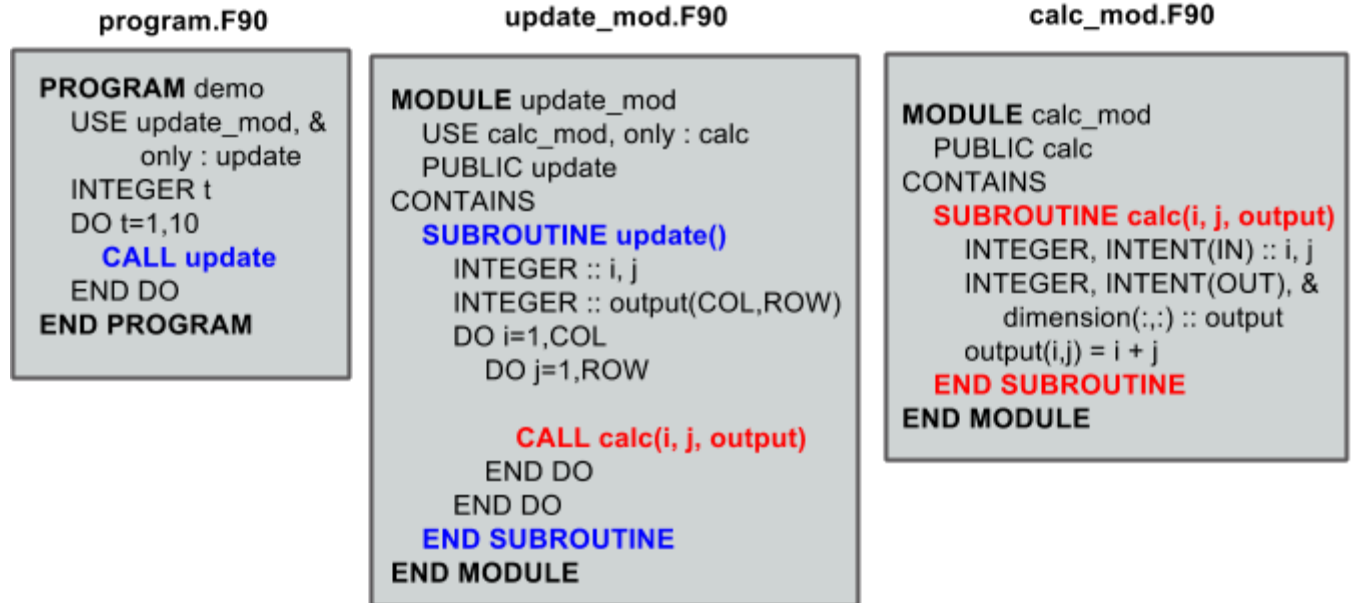 program.F90
PROGRAM demo
USE update_mod, &
only : update
INTEGER t
DO t=1,10
CALL update
END DO
END PROGRAM
update_mod.F90
MODULE update_mod
USE calc_mod, only : calc
PUBLIC update
CONTAINS
SUBROUTINE update()
INTEGER :: i, j
INTEGER :: output(COL,ROW)
DO i=1,COL
DO j=1,ROW
CALL calc(i, j, output)
END DO
END DO
END SUBROUTINE
END MODULE
calc_mod.F90
MODULE calc_mod
PUBLIC calc
CONTAINS
SUBROUTINE calc(i, j, output)
INTEGER, INTENT(IN) :: i, j
INTEGER, INTENT(OUT), &
dimension(:,:) :: output
output(i,j) = i + j
END SUBROUTINE
END MODULE